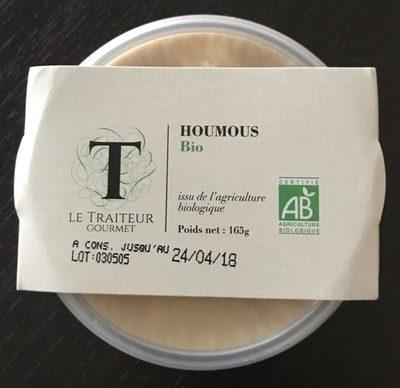 HOUMOUS
Bio
T
LE TRAITEUR
GOURMET
issu de l'agriculture
biologique
Poids net : 165g
CERTIFIÉ
AB
AGRICULTURE
BIOLOGIQUE
A CONS. JUSQU'AU 24/04/18
LOT:030505